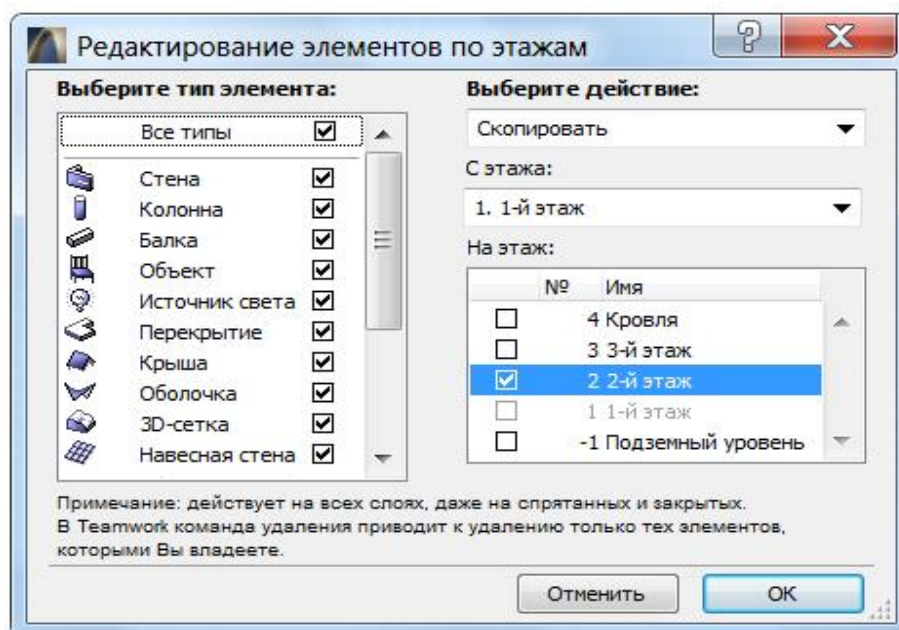 Редактирование элементов по этажам
Выберите тип элемента:
Все типы
Стена
Колонна
Балка
Объект
Источник света
Перекрытие
Крыша
Оболочка
3D-сетка
Навесная стена
Выберите действие:
Скопировать
С этажа:
1. 1-й этаж
На этаж:
№ Имя
4 Кровля
3 3-й этаж
2 2-й этаж
1 1-й этаж
-1 Подземный уровень
Примечание: действует на всех слоях, даже на спрятанных и закрытых.
В Teamwork команда удаления приводит к удалению только тех элементов,
которыми Вы владеете.
Отменить
OK